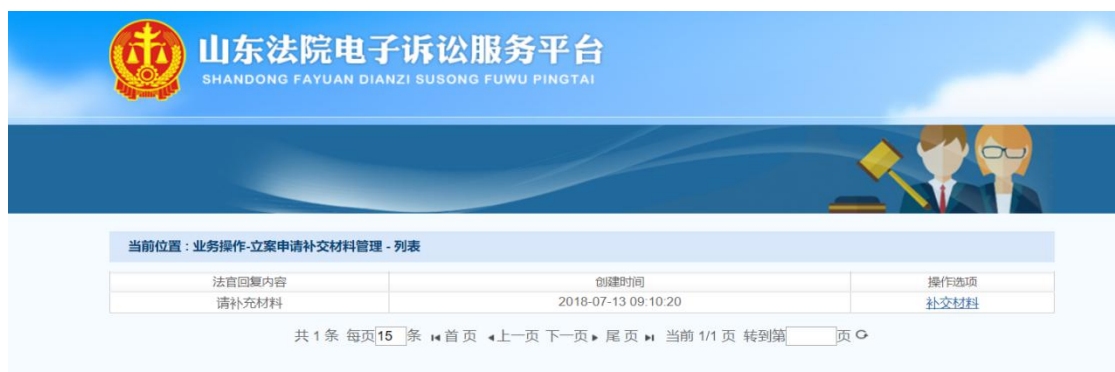 山东法院电子诉讼服务平台
SHANDONG FAYUAN DIANZI SUSONG FUWU PINGTAI
当前位置：业务操作-立案申请补交材料管理 - 列表
法官回复内容 创建时间 操作选项
请补充材料 2018-07-13 09:10:20 补交材料
共 1 条 每页 15 条 首 页 上一页 下一页 尾 页 当前 1/1 页 转到第 页